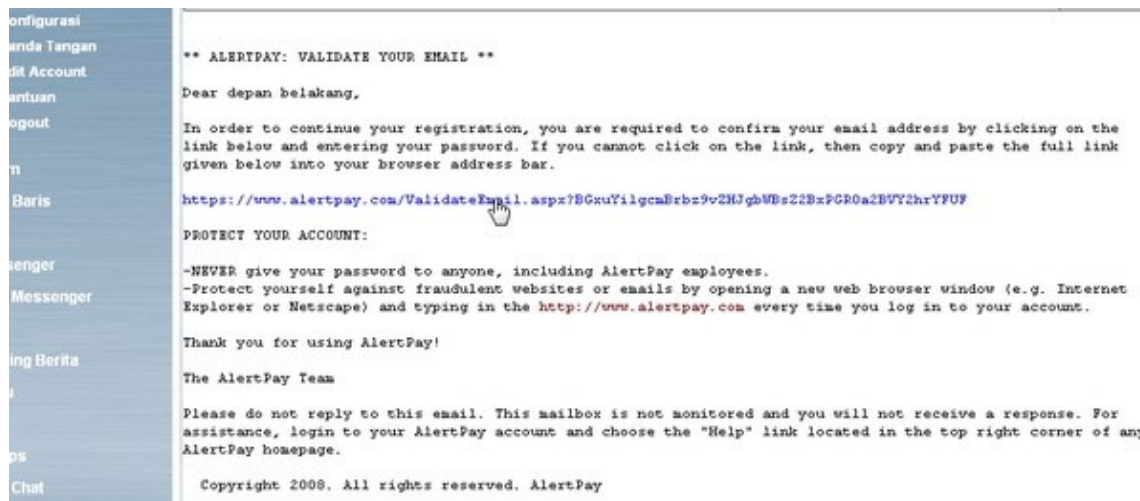 onfigurasi
anda Tangan
dit Account
antuan
ogout
m
Baris
senger
Messenger
ing Berita
ps
Chat
** ALERTPAY: VALIDATE YOUR EMAIL **
Dear depan belakang,
In order to continue your registration, you are required to confirm your email address by clicking on the
link below and entering your password. If you cannot click on the link, then copy and paste the full link
given below into your browser address bar.
PROTECT YOUR ACCOUNT:
-NEVER give your password to anyone, including AlertPay employees.
-Protect yourself against fraudulent websites or emails by opening a new web browser window (e.g. Internet
Explorer or Netscape) and typing in the http://www.alertpay.com every time you log in to your account.
Thank you for using AlertPay!
The AlertPay Team
Please do not reply to this email. This mailbox is not monitored and you will not receive a response. For
assistance, login to your AlertPay account and choose the "Help" link located in the top right corner of any
AlertPay homepage.
Copyright 2008. All rights reserved. AlertPay